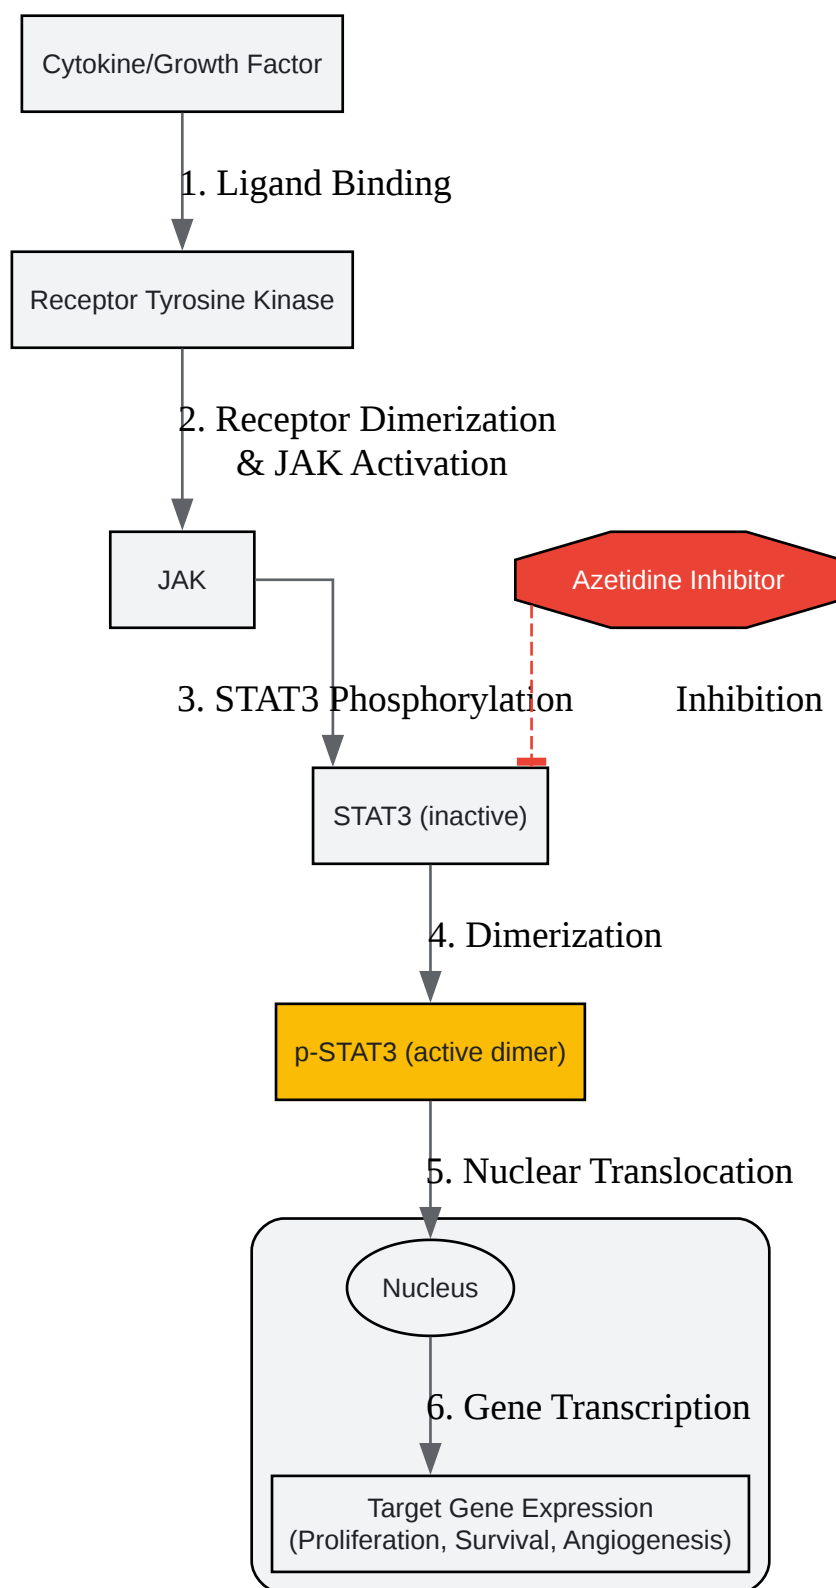 Cytokine/Growth Factor
1. Ligand Binding
Receptor Tyrosine Kinase
2. Receptor Dimerization
& JAK Activation
JAK
Azetidine Inhibitor
3. STAT3 Phosphorylation
Inhibition
STAT3 (inactive)
4. Dimerization
p-STAT3 (active dimer)
5. Nuclear Translocation
Nucleus
6. Gene Transcription
Target Gene Expression
(Proliferation, Survival, Angiogenesis)